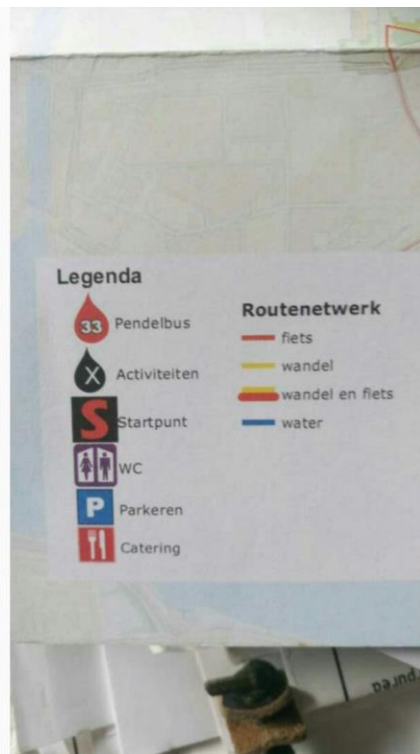 Legenda
33 Pendelbus
X Activiteiten
S Startpunt
WC
P Parkeren
Catering
Routenetwerk
fiets
wandel
wandel en fiets
water